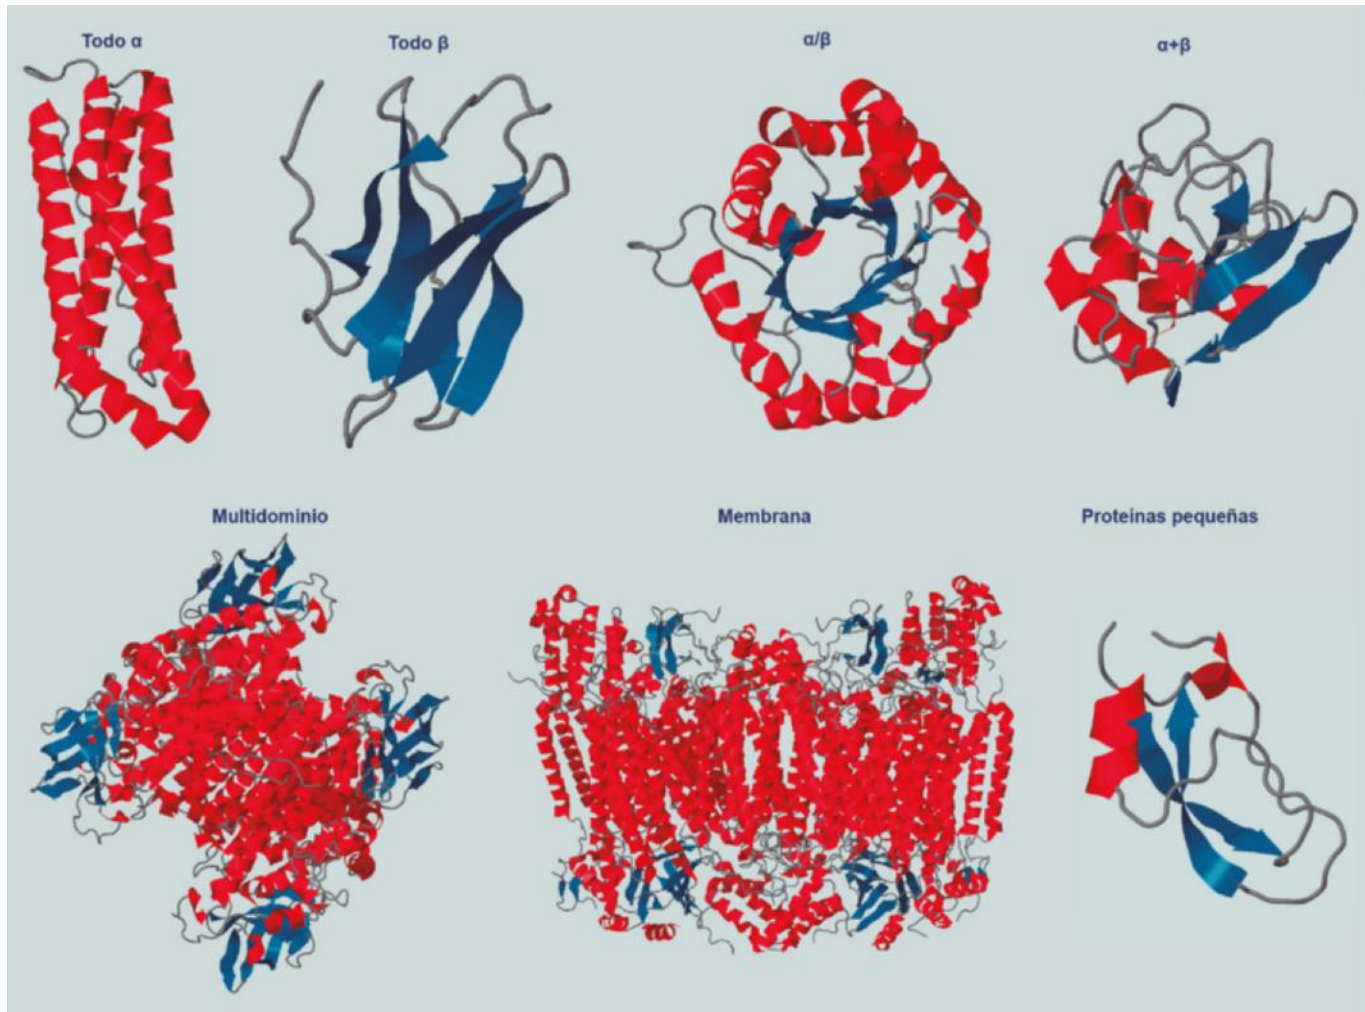 Todo α
Todo β
α/β
α+β
Multidominio
Membrana
Proteínas pequeñas